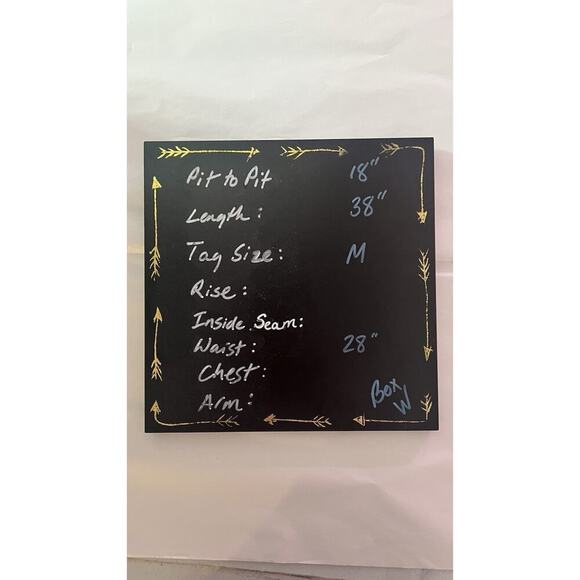 Pit to Pit 18"
Length: 38"
Tag Size: M
Rise:
Inside Seam:
Waist: 28"
Chest:
Arm:
Box W